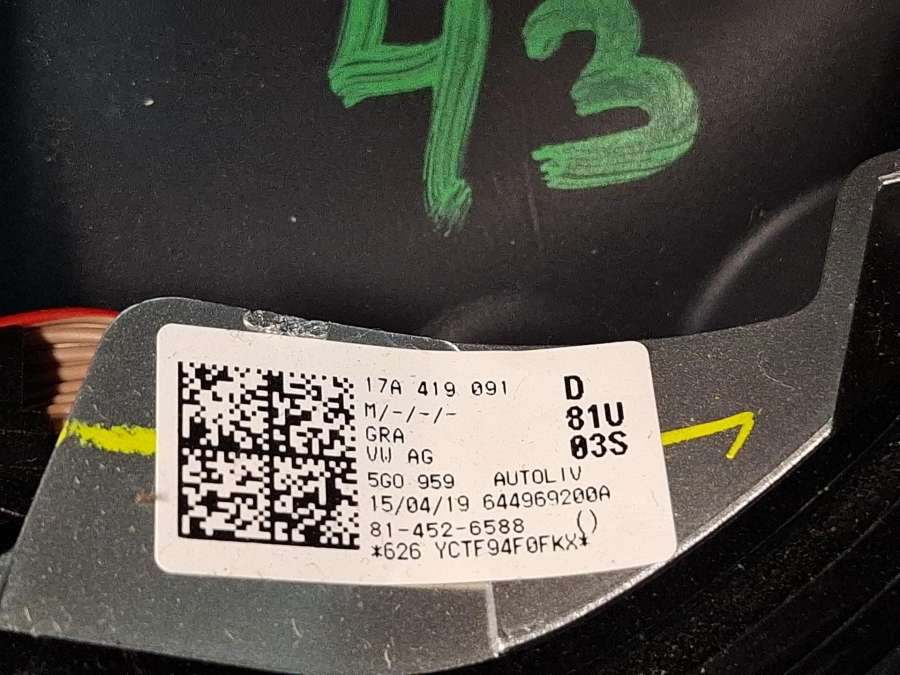 43
17A 419 091 D
M/-/-/- 81U
GRA 03S
VW AG
5G0 959 AUTOLIV
15/04/19 644969200A
81-452-6588 ()
*626 YCTF94F0FKX*